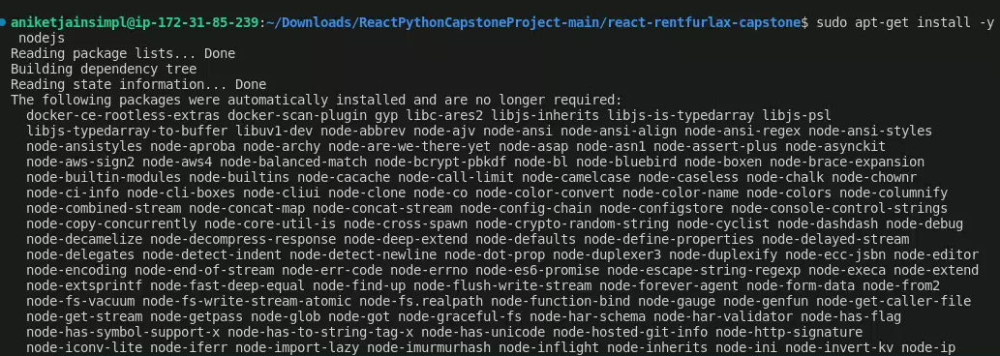 aniketjainsimpl@ip-172-31-85-239:~/Downloads/ReactPythonCapstoneProject-main/react-rentfurlax-capstone$ sudo apt-get install -y
 nodejs
Reading package lists... Done
Building dependency tree
Reading state information... Done
The following packages were automatically installed and are no longer required:
  docker-ce-rootless-extras docker-scan-plugin gyp libc-ares2 libjs-inherits libjs-is-typedarray libjs-psl
  libjs-typedarray-to-buffer libuv1-dev node-abbrev node-ajv node-ansi node-ansi-align node-ansi-regex node-ansi-styles
  node-ansistyles node-aproba node-archy node-are-we-there-yet node-asap node-asn1 node-assert-plus node-asynckit
  node-aws-sign2 node-aws4 node-balanced-match node-bcrypt-pbkdf node-bl node-bluebird node-boxen node-brace-expansion
  node-builtin-modules node-builtins node-cacache node-call-limit node-camelcase node-caseless node-chalk node-chownr
  node-ci-info node-cli-boxes node-cliui node-clone node-co node-color-convert node-color-name node-colors node-columnify
  node-combined-stream node-concat-map node-concat-stream node-config-chain node-configstore node-console-control-strings
  node-copy-concurrently node-core-util-is node-cross-spawn node-crypto-random-string node-cyclist node-dashdash node-debug
  node-decamelize node-decompress-response node-deep-extend node-defaults node-define-properties node-delayed-stream
  node-delegates node-detect-indent node-detect-newline node-dot-prop node-duplexer3 node-duplexify node-ecc-jsbn node-editor
  node-encoding node-end-of-stream node-err-code node-errno node-es6-promise node-escape-string-regexp node-execa node-extend
  node-extsprintf node-fast-deep-equal node-find-up node-flush-write-stream node-forever-agent node-form-data node-from2
  node-fs-vacuum node-fs-write-stream-atomic node-fs.realpath node-function-bind node-gauge node-genfun node-get-caller-file
  node-get-stream node-getpass node-glob node-got node-graceful-fs node-har-schema node-har-validator node-has-flag
  node-has-symbol-support-x node-has-to-string-tag-x node-has-unicode node-hosted-git-info node-http-signature
  node-iconv-lite node-iferr node-import-lazy node-imurmurhash node-inflight node-inherits node-ini node-invert-kv node-ip